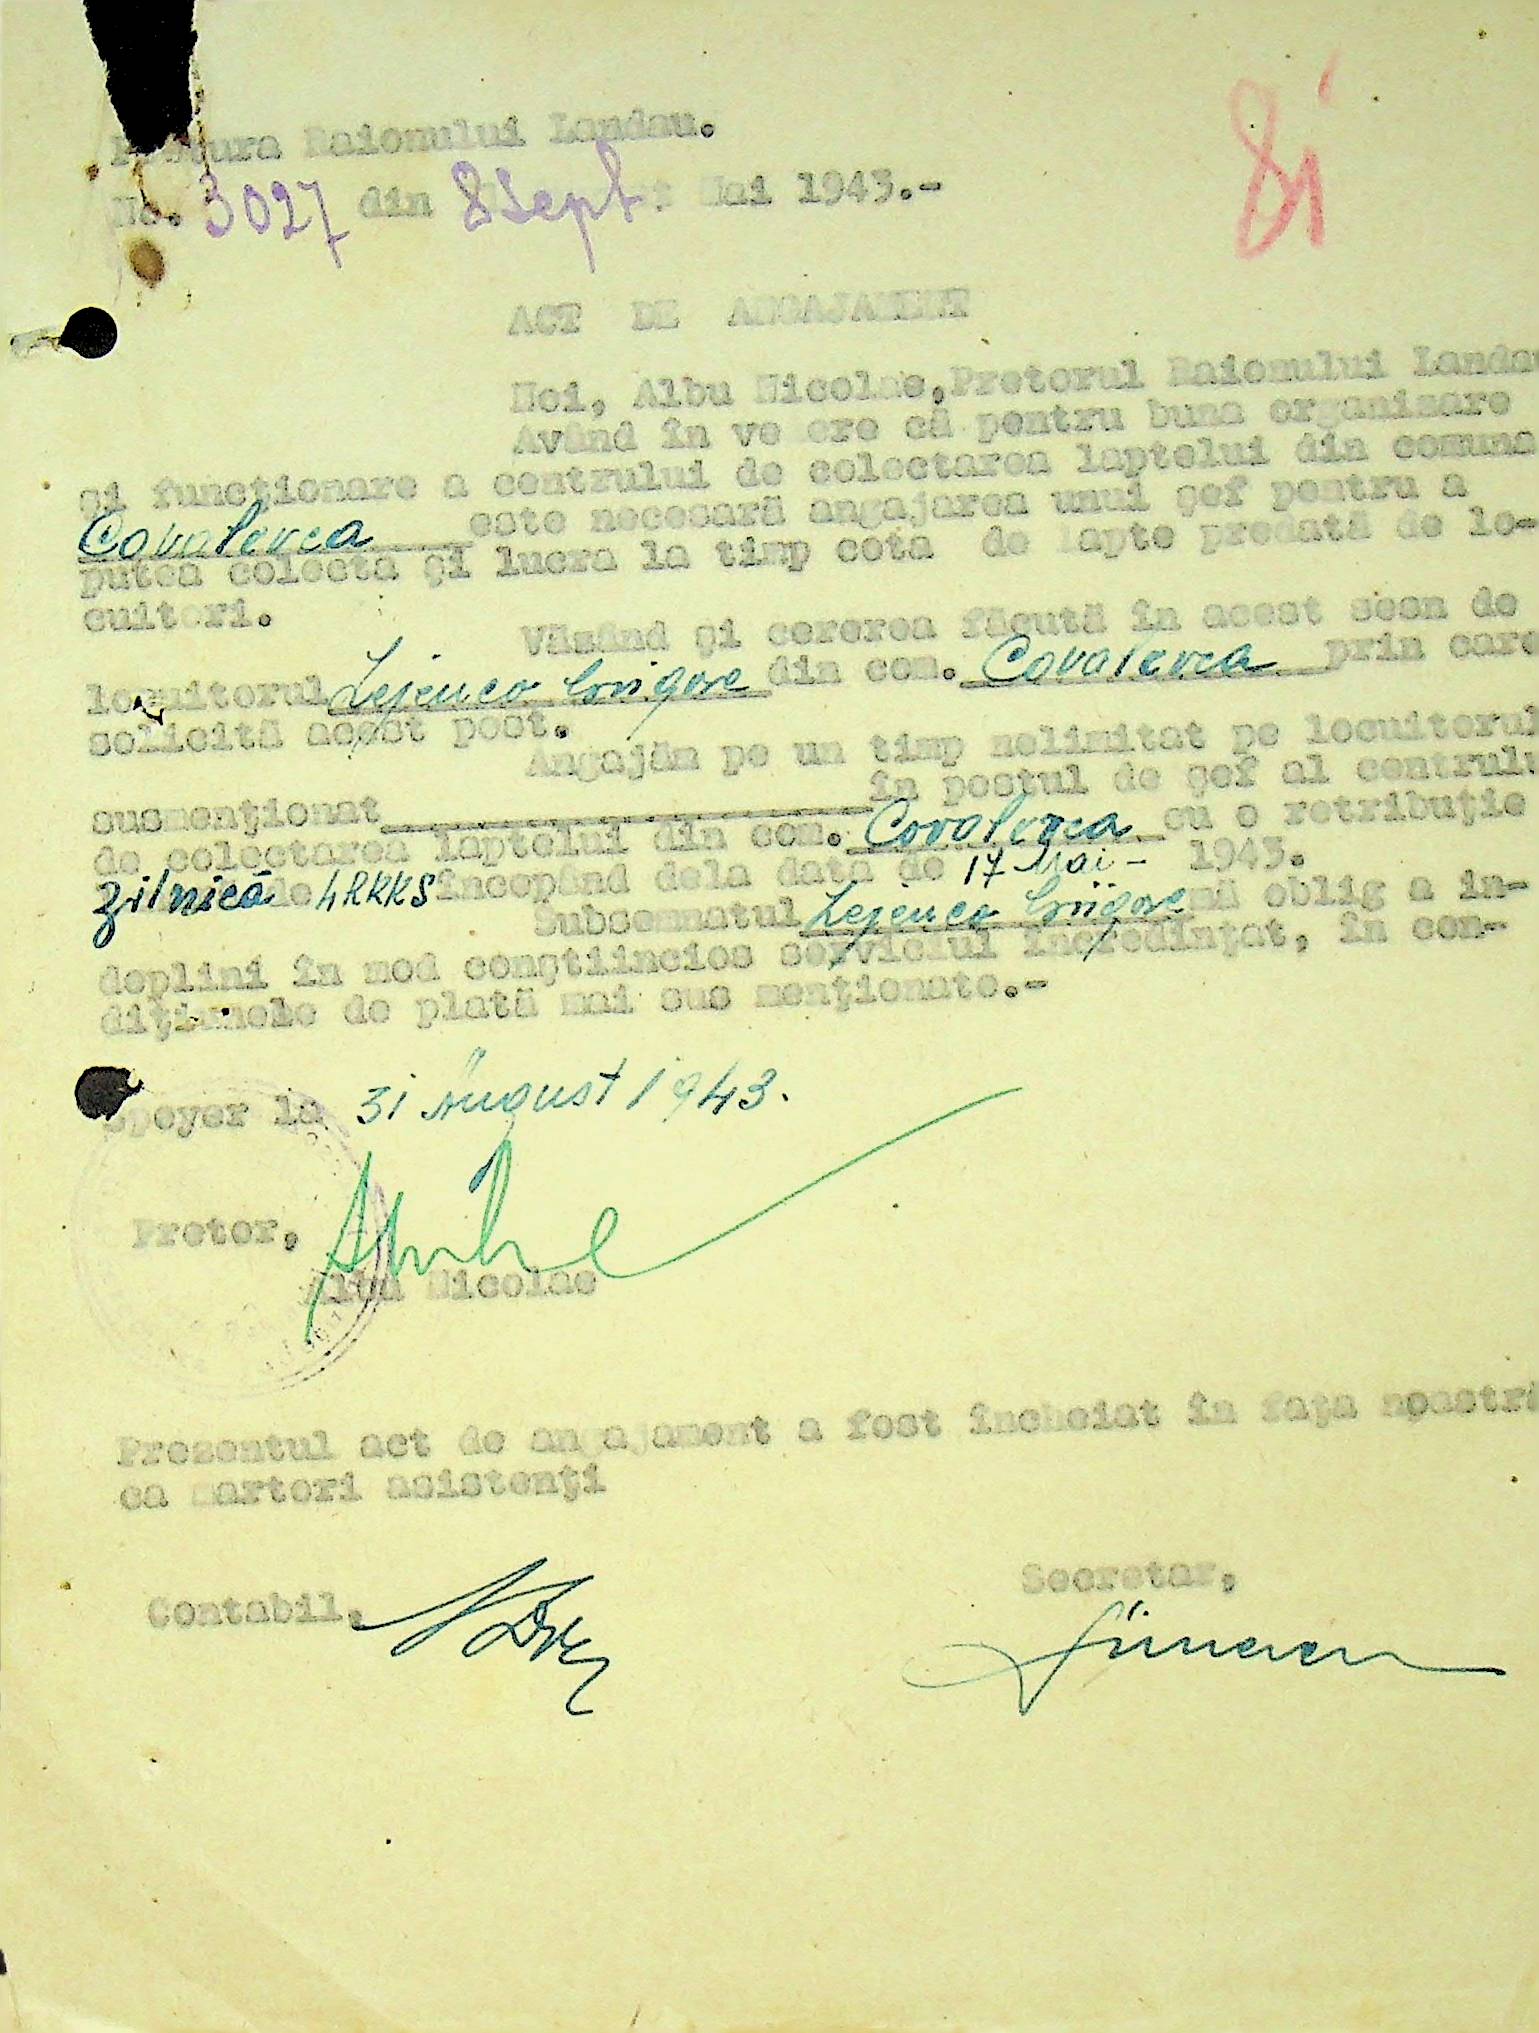 Pretura Raionului Landau.
No. 3027 din 8 Sept. Mai 1943.-
81
ACT DE ANGAJAMENT
Noi, Albu Nicolae, Pretorul Raionului Landau
Având în ve ere că pentru buna organizare
şi funcţionare a centrului de colectarea laptelui din comuna
Covalevca este necesară angajarea unui şef pentru a
putea colecta şi lucra la timp cota de lapte predată de lo-
cuitori.
Văzând şi cererea făcută în acest sesn de
locuitorul Lejenco Grigore din com. Covalevca prin care
solicită acest post.
Angajăm pe un timp nelimitat pe locuitorul
susmenţionat în postul de şef al centrului
de colectarea laptelui din com. Covalevca cu o retribuţie
zilnică de 4 RKKS începând dela data de 17 Mai - 1943.
Subsemnatul Lejenco Grigore mă oblig a în-
deplini în mod conştiincios serviciul încredinţat, în con-
diţiunele de plată mai sus menţionate.-
Speyer la 31 August 1943.
Pretor,
Albu Nicolae
Prezentul act de angajament a fost încheiat în faţa noastră
ca martori asistenţi
Contabil,
Secretar,